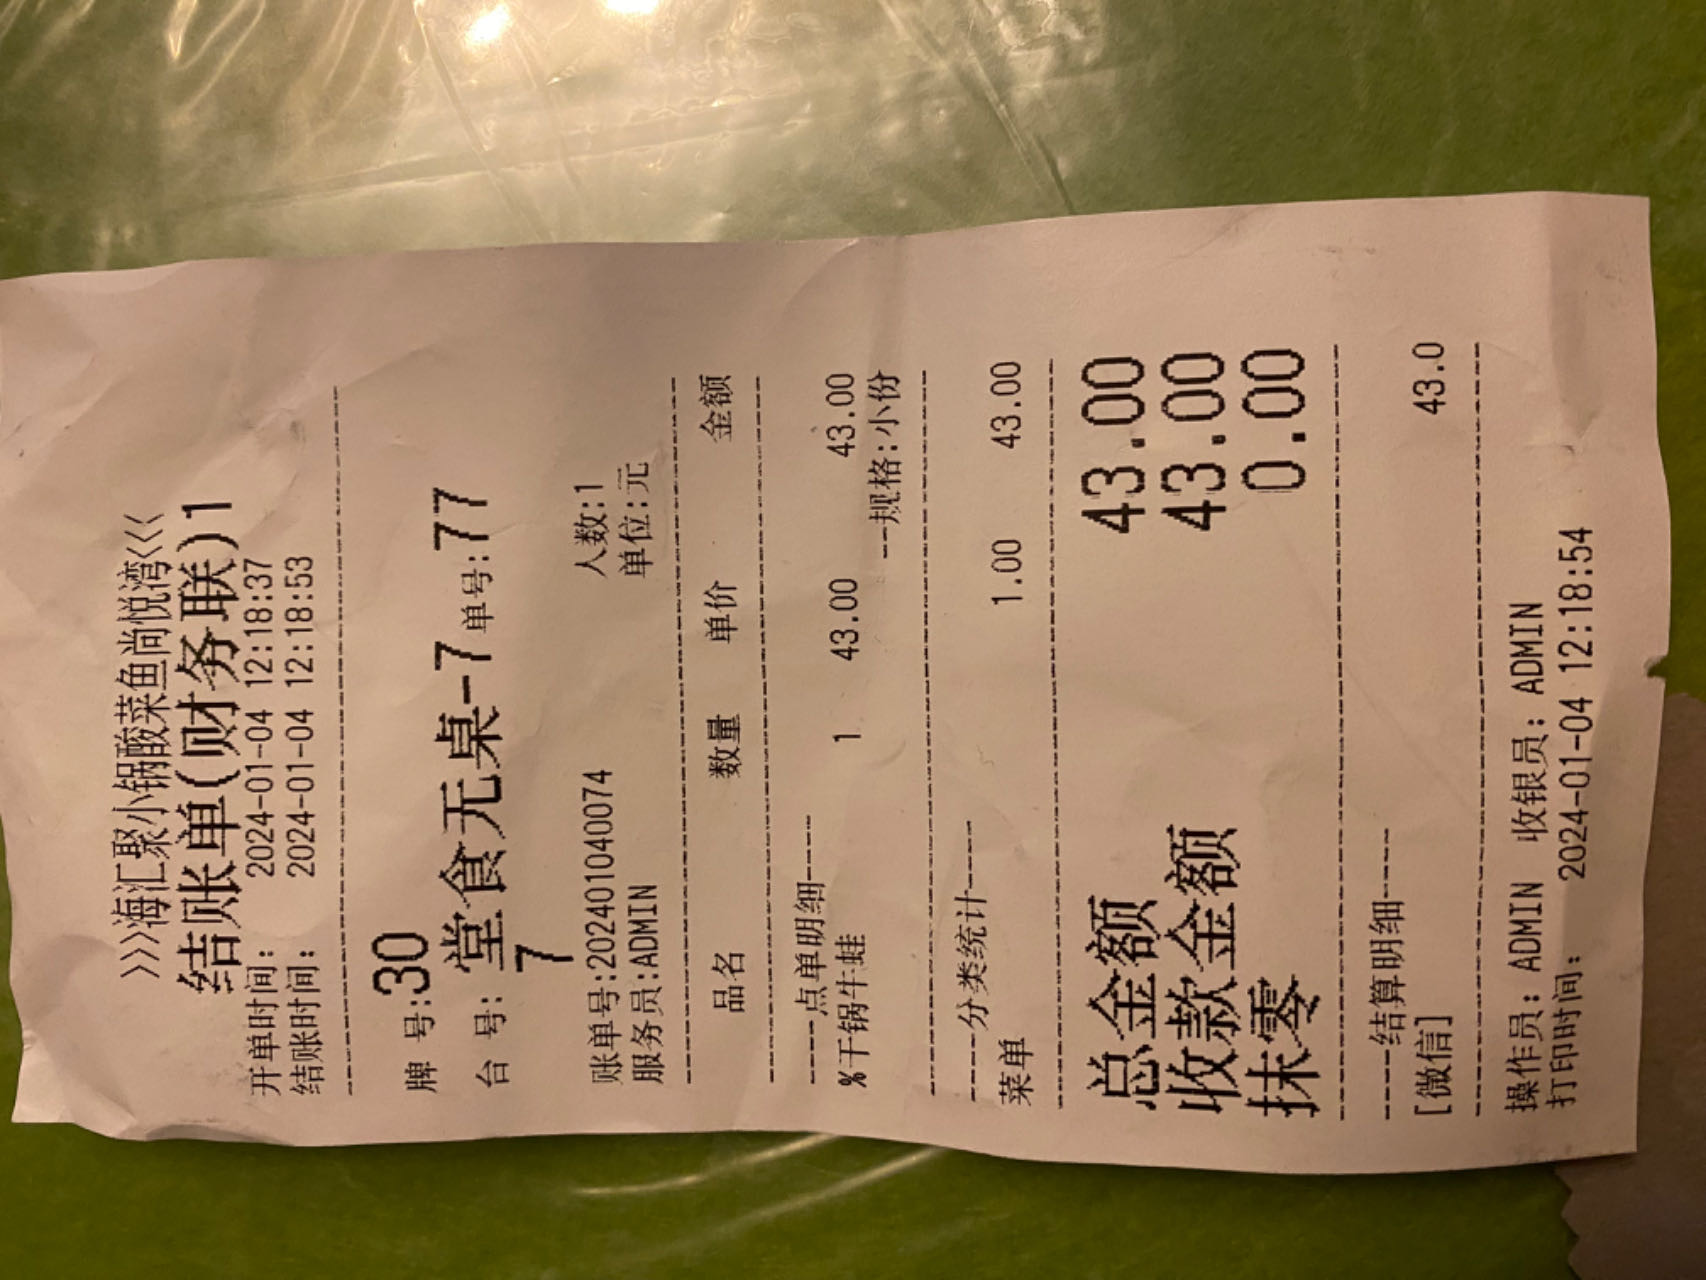 >>>海汇聚小锅酸菜鱼尚悦湾<<<
结账单(财务联)1
开单时间: 2024-01-04 12:18:37
结账时间: 2024-01-04 12:18:53
牌 号:30
台 号: 堂食无桌-7 单号:77
7
人数:1
账单号:202401040074 单位:元
服务员:ADMIN
品名 数量 单价 金额
----点单明细----
%干锅牛蛙 1 43.00 43.00
--规格:小份
----分类统计----
菜单 1.00 43.00
总金额 43.00
收款金额 43.00
抹零 0.00
----结算明细----
[微信] 43.0
操作员: ADMIN 收银员: ADMIN
打印时间: 2024-01-04 12:18:54